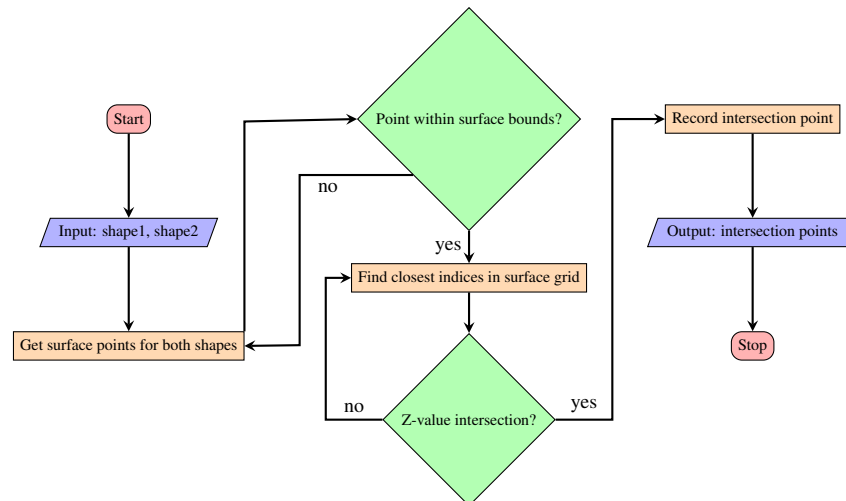 Start
Input: shape1, shape2
Get surface points for both shapes
Point within surface bounds?
no
yes
Find closest indices in surface grid
Z-value intersection?
no
yes
Record intersection point
Output: intersection points
Stop